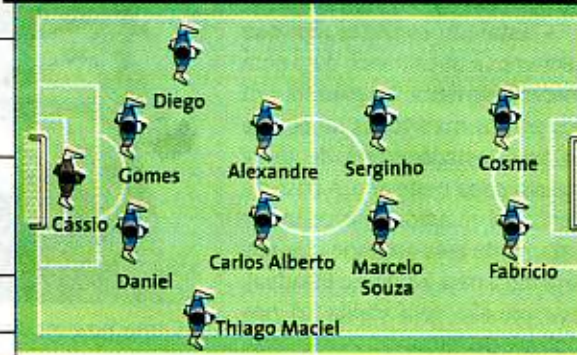 Diego
Gomes
Alexandre
Serginho
Cosme
Cássio
Daniel
Carlos Alberto
Marcelo
Souza
Fabrício
Thiago Maciel